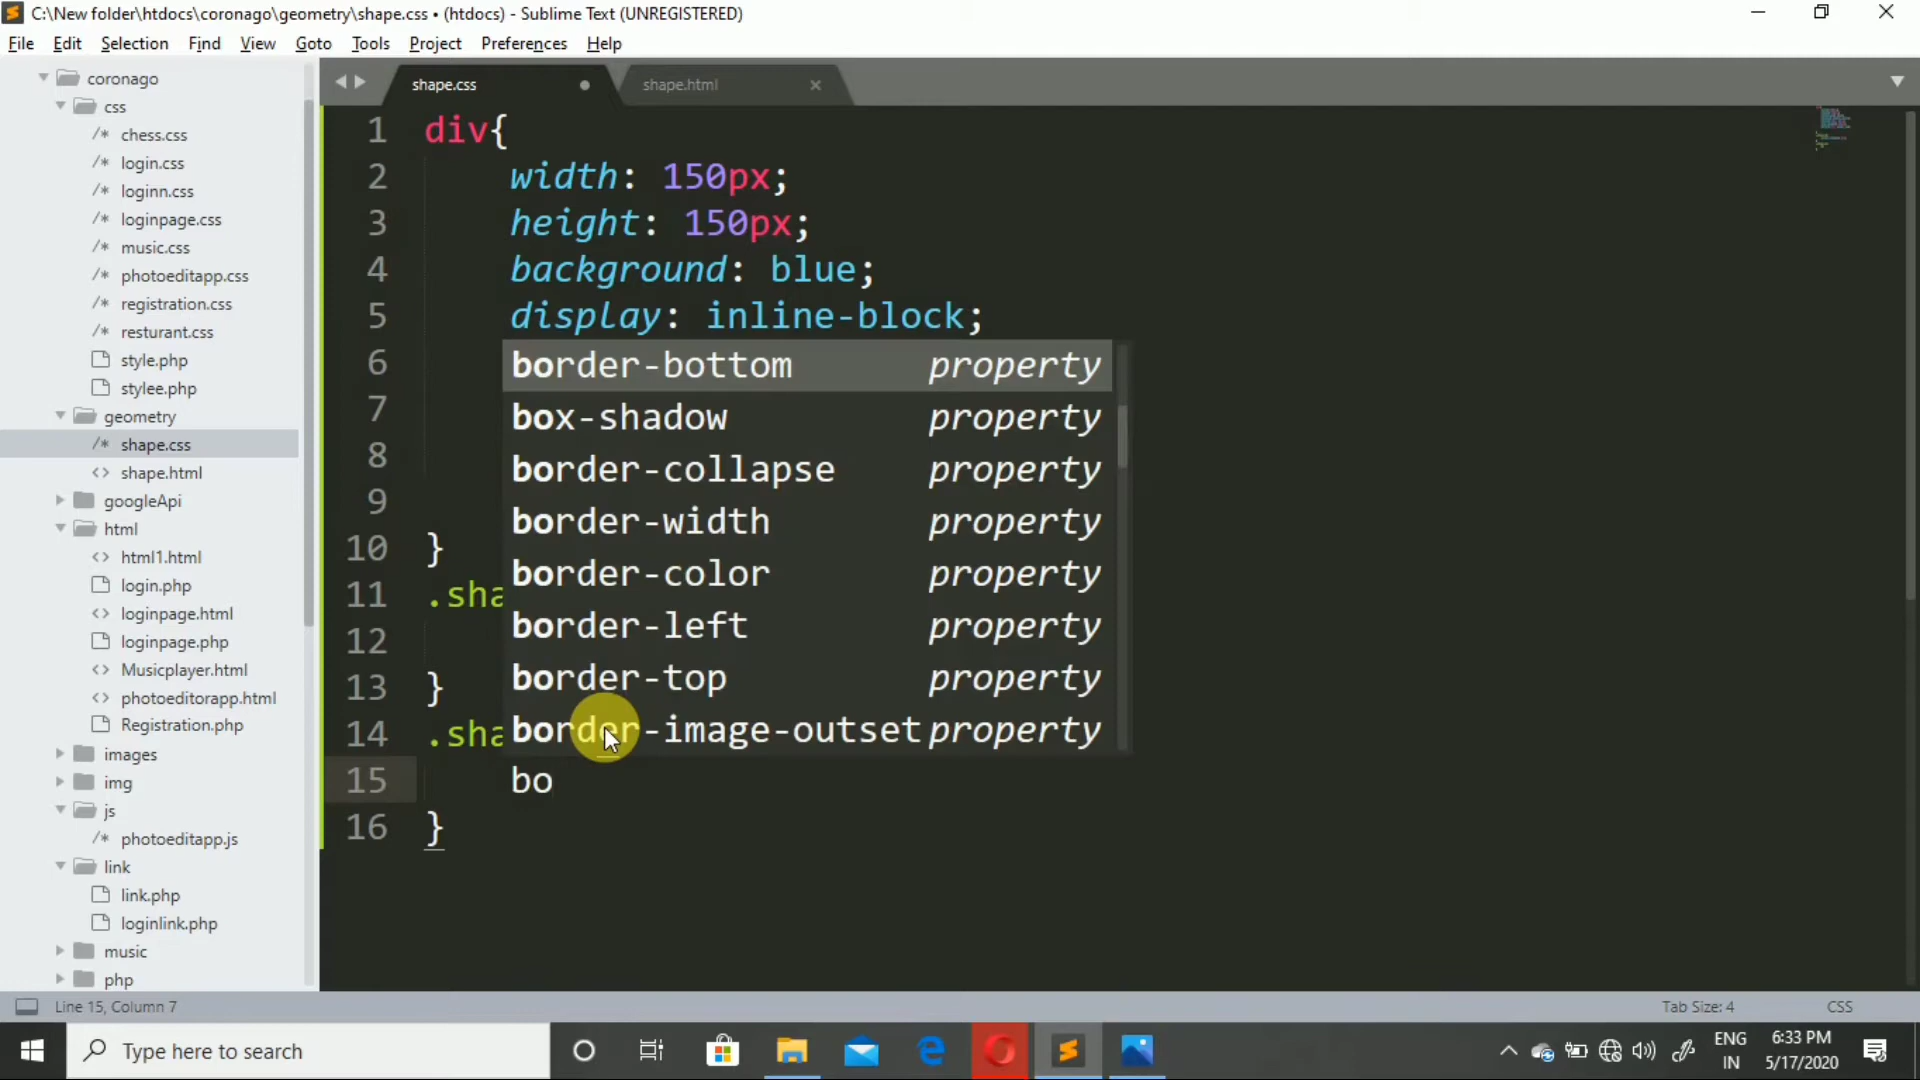 C:\New folder\htdocs\coronago\geometry\shape.css • (htdocs) - Sublime Text (UNREGISTERED)
File Edit Selection Find View Goto Tools Project Preferences Help
coronago
css
/* chess.css
/* login.css
/* loginn.css
/* loginpage.css
/* music.css
/* photoeditapp.css
/* registration.css
/* resturant.css
style.php
stylee.php
geometry
/* shape.css
<> shape.html
googleApi
html
<> html1.html
login.php
<> loginpage.html
loginpage.php
<> Musicplayer.html
<> photoeditorapp.html
Registration.php
images
img
js
/* photoeditapp.js
link
link.php
loginlink.php
music
php
shape.css shape.html
1 div{
2 width: 150px;
3 height: 150px;
4 background: blue;
5 display: inline-block;
6
7
8
9
10 }
11 .sha
12
13 }
14 .sha
15 bo
16 }
border-bottom property
box-shadow property
border-collapse property
border-width property
border-color property
border-left property
border-top property
border-image-outset property
Line 15, Column 7 Tab Size: 4 CSS
Type here to search
ENG
IN
6:33 PM
5/17/2020